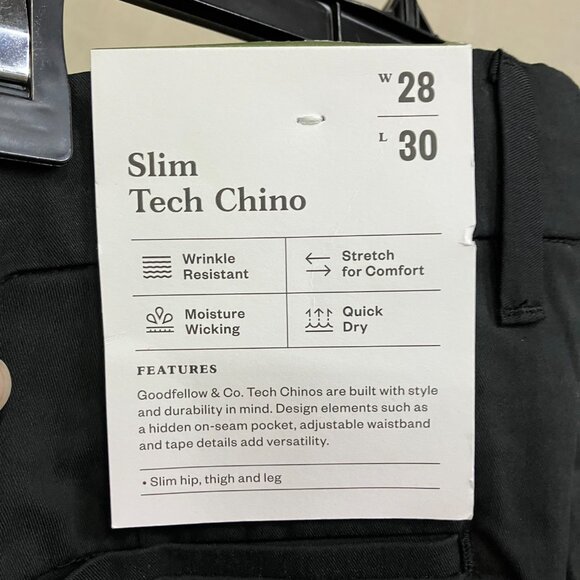 W 28
L 30
Slim
Tech Chino
Wrinkle
Resistant
Stretch
for Comfort
Moisture
Wicking
Quick
Dry
FEATURES
Goodfellow & Co. Tech Chinos are built with style
and durability in mind. Design elements such as
a hidden on-seam pocket, adjustable waistband
and tape details add versatility.
• Slim hip, thigh and leg